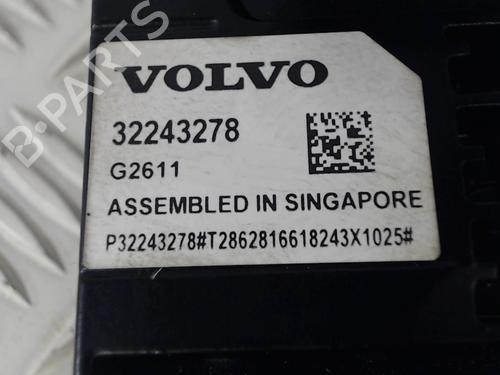 VOLVO
32243278
G2611
ASSEMBLED IN SINGAPORE
P32243278#T2862816618243X1025#
B-PARTS